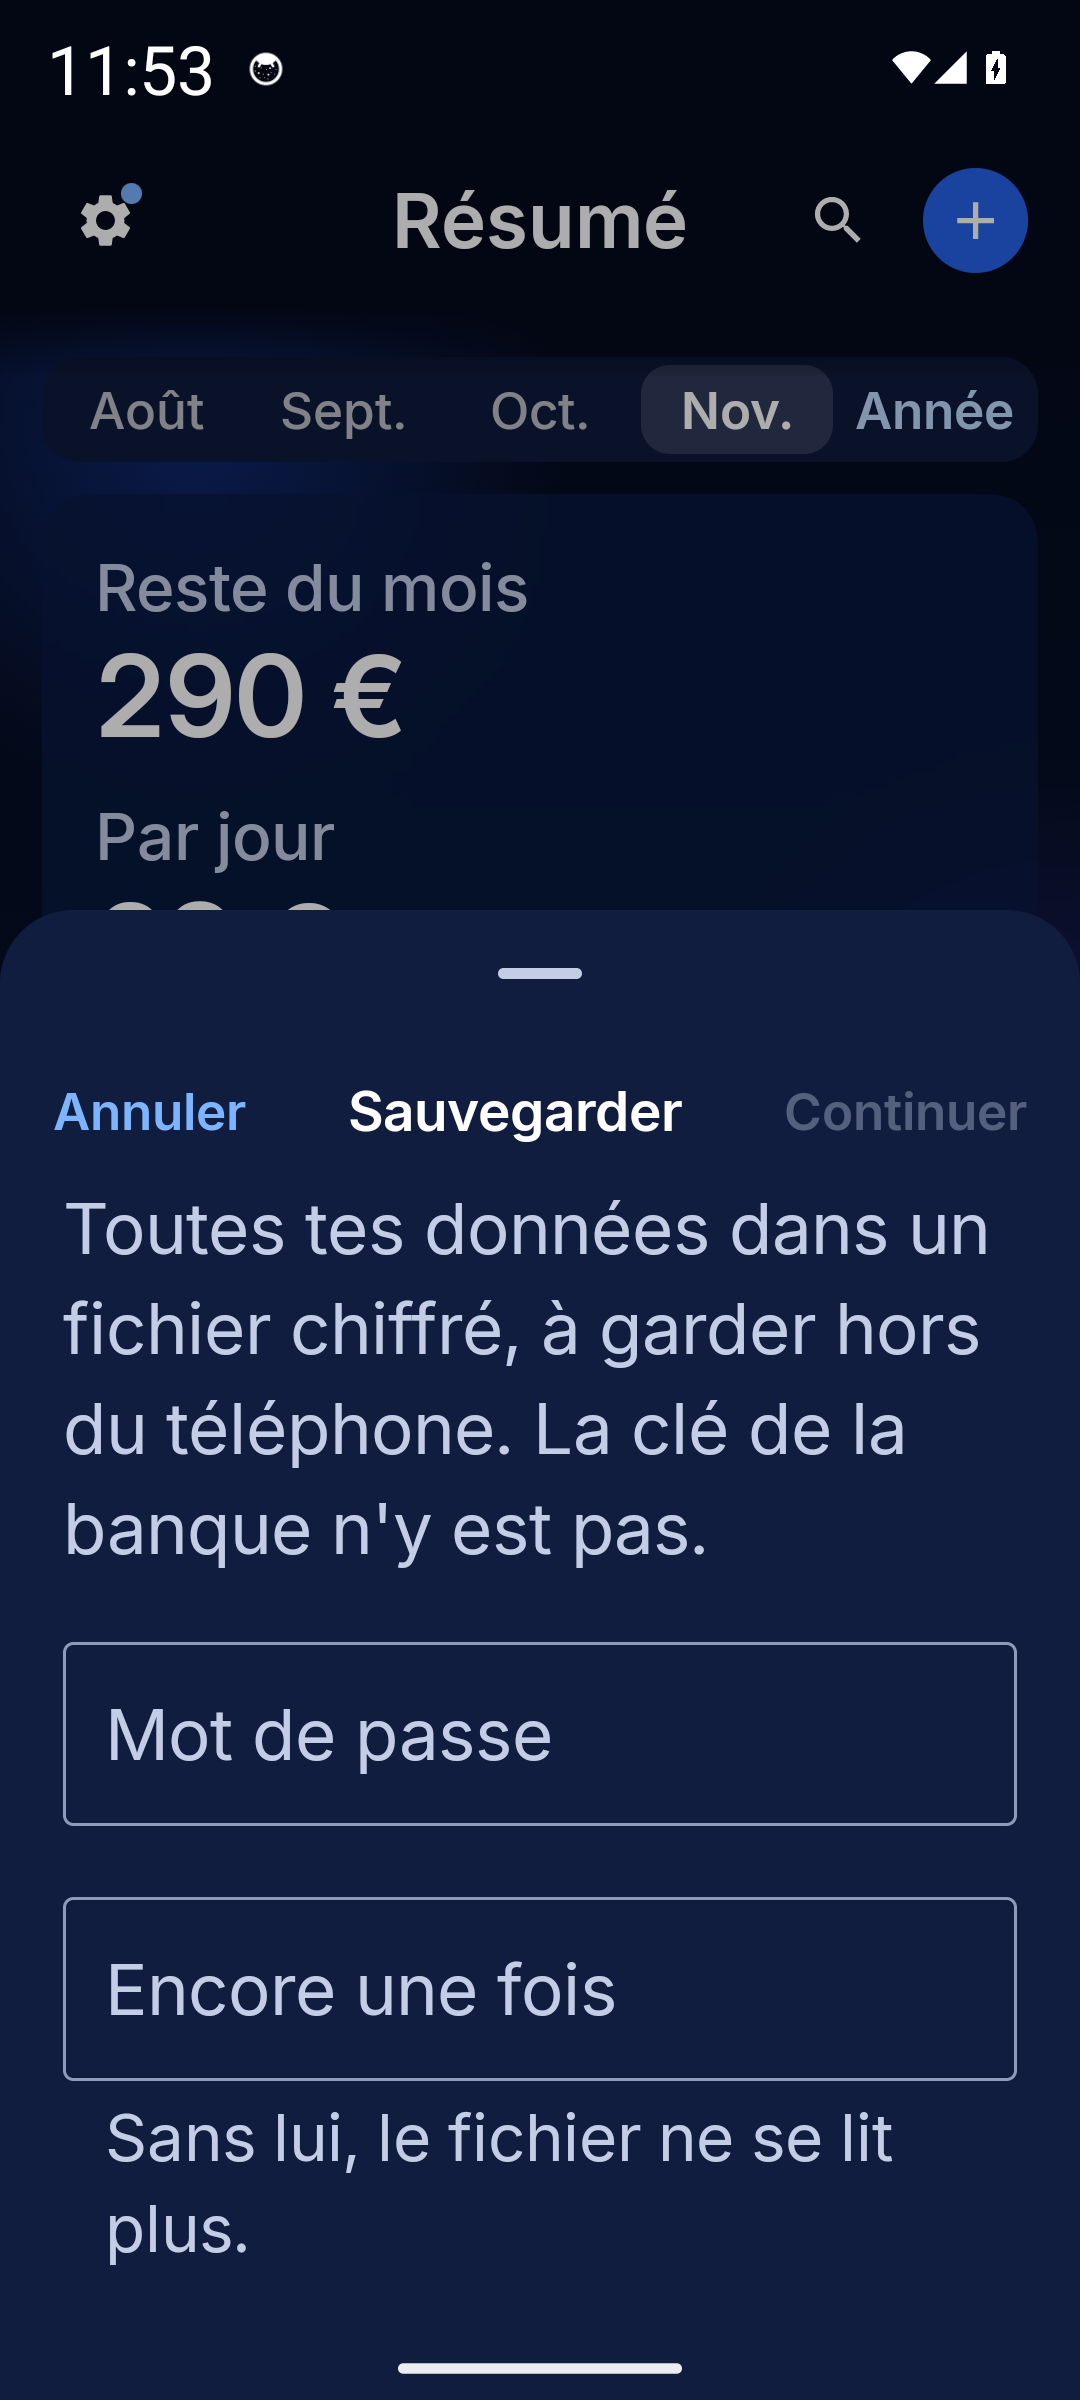 11:53
Résumé
Août Sept. Oct. Nov. Année
Reste du mois
290 €
Par jour
Annuler Sauvegarder Continuer
Toutes tes données dans un
fichier chiffré, à garder hors
du téléphone. La clé de la
banque n'y est pas.
Mot de passe
Encore une fois
Sans lui, le fichier ne se lit
plus.